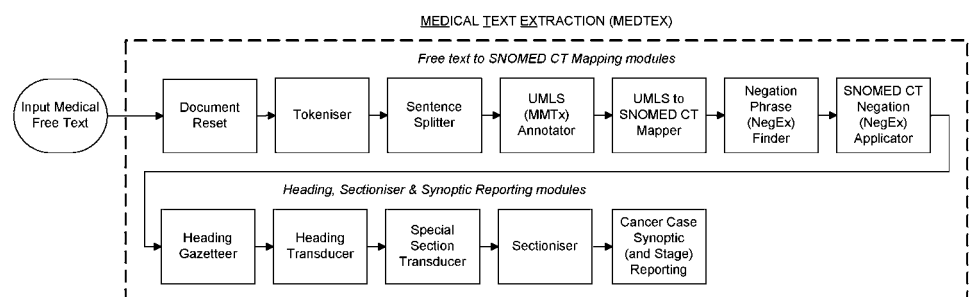 MEDICAL TEXT EXTRACTION (MEDTEX)
Free text to SNOMED CT Mapping modules
Input Medical
Free Text
Document
Reset
Tokeniser
Sentence
Splitter
UMLS
(MMTx)
Annotator
UMLS to
SNOMED CT
Mapper
Negation
Phrase
(NegEx)
Finder
SNOMED CT
Negation
(NegEx)
Applicator
Heading, Sectioniser & Synoptic Reporting modules
Heading
Gazetteer
Heading
Transducer
Special
Section
Transducer
Sectioniser
Cancer Case
Synoptic
(and Stage)
Reporting